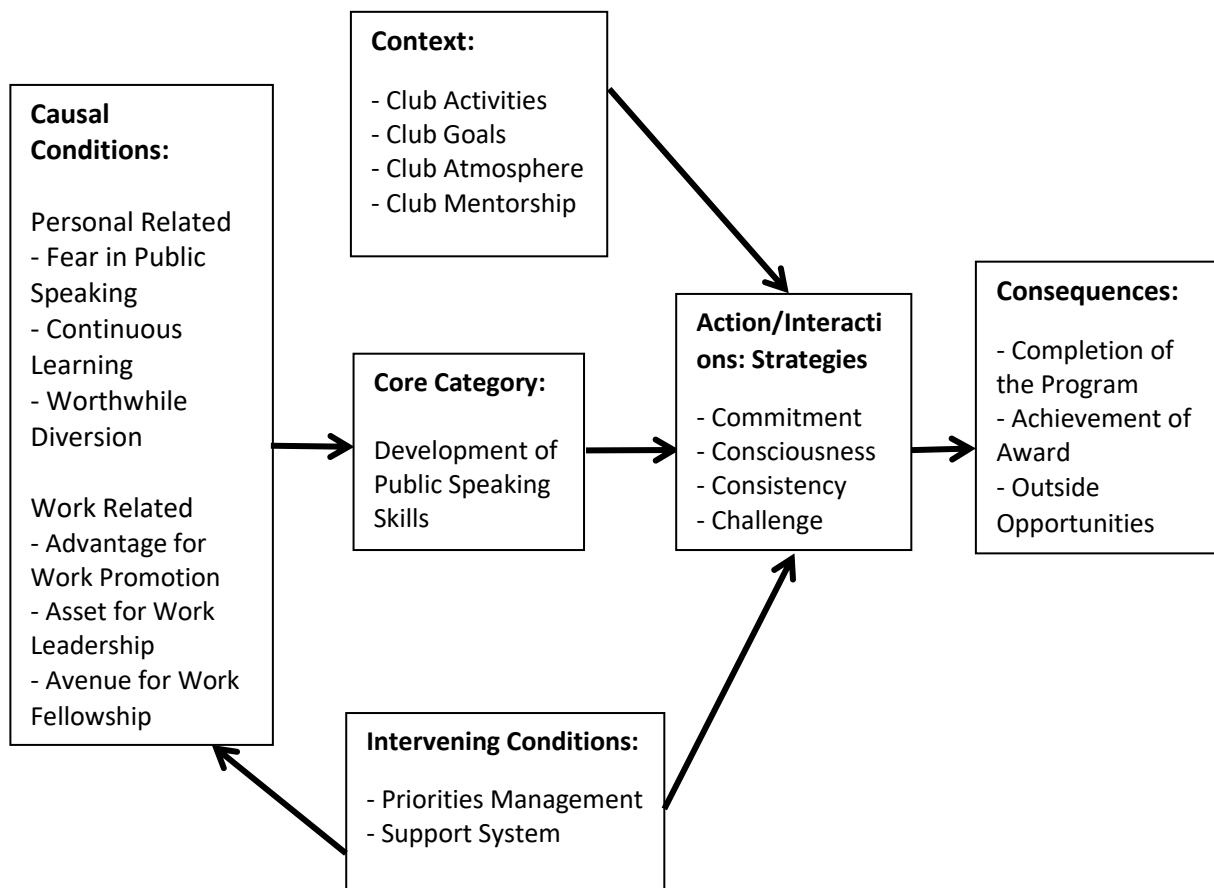 Context:
- Club Activities
- Club Goals
- Club Atmosphere
- Club Mentorship
Causal
Conditions:
Personal Related
- Fear in Public
Speaking
- Continuous
Learning
- Worthwhile
Diversion
Work Related
- Advantage for
Work Promotion
- Asset for Work
Leadership
- Avenue for Work
Fellowship
Core Category:
Development of
Public Speaking
Skills
Action/Interacti
ons: Strategies
- Commitment
- Consciousness
- Consistency
- Challenge
Consequences:
- Completion of
the Program
- Achievement of
Award
- Outside
Opportunities
Intervening Conditions:
- Priorities Management
- Support System